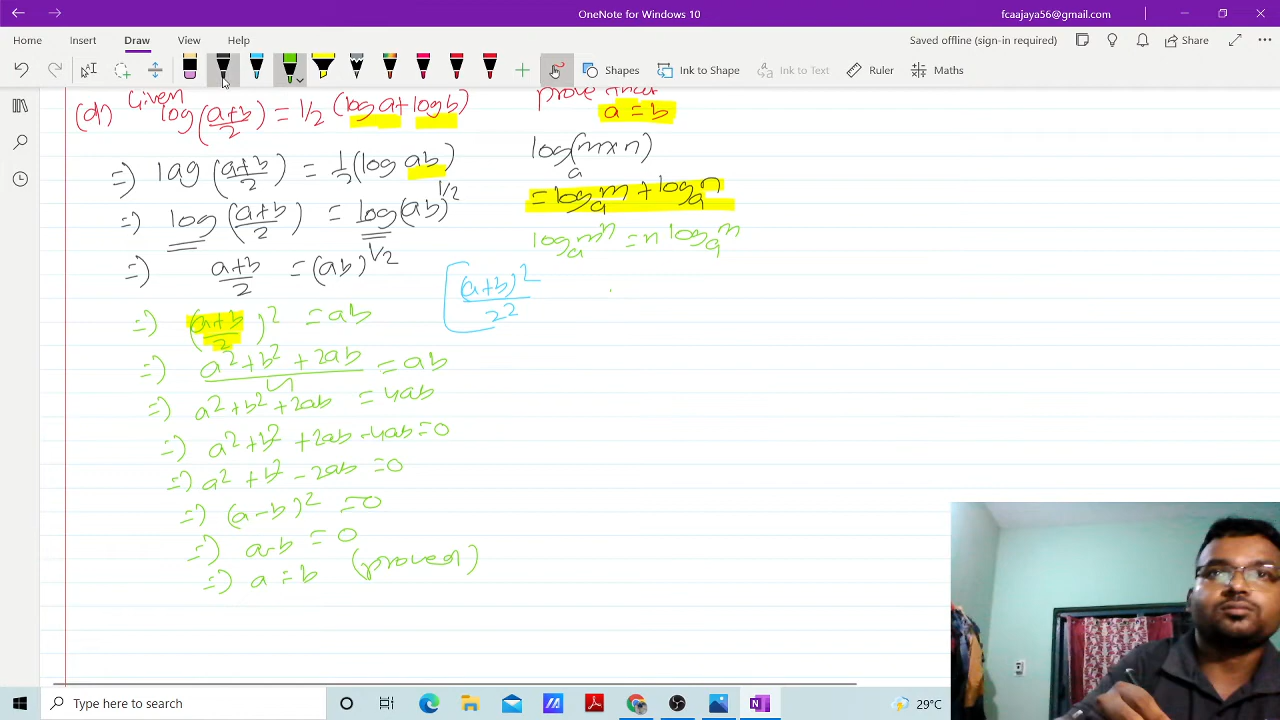 OneNote for Windows 10
fcaajaya56@gmail.com
Home Insert Draw View Help
Saved offline (sign-in required) Share
Shapes Ink to Shape Ink to Text Ruler Math
Given
log(a+b/2) = 1/2 (log a + log b)
prove that
a = b
=) log (a+b/2) = 1/2 (log ab)
=) log (a+b/2) = log(ab)^1/2
=) a+b/2 = (ab)^1/2
=) (a+b/2)^2 = ab
=) a^2+b^2+2ab/4 = ab
=) a^2+b^2+2ab = 4ab
=) a^2+b^2+2ab-4ab=0
=) a^2+b^2-2ab=0
=) (a-b)^2=0
=) a-b=0
=) a=b (proved)
log_a(m×n)
= log_a m + log_a n
log_a m^n = n log_a m
(a+b)^2/2^2
Type here to search
29°C